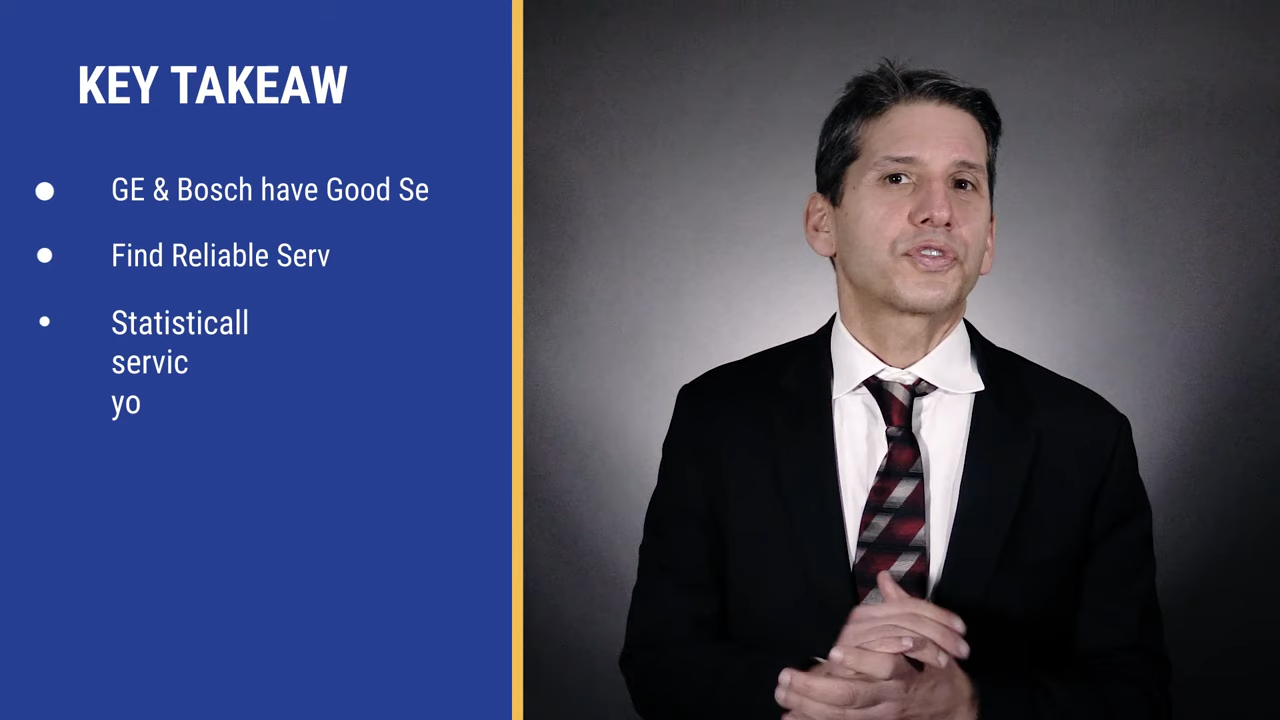 KEY TAKEAW
GE & Bosch have Good Se
Find Reliable Serv
Statisticall
servic
yo